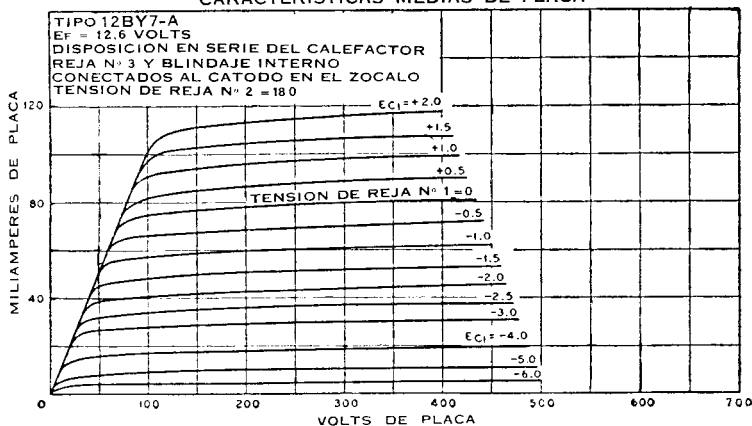 CARACTERISTICAS MEDIAS DE PLACA
TIPO 12BY7-A
EF = 12.6 VOLTS
DISPOSICION EN SERIE DEL CALEFACTOR
REJA Nº 3 Y BLINDAJE INTERNO
CONECTADOS AL CATODO EN EL ZOCALO
TENSION DE REJA Nº 2 = 180
EC1=+2.0
+1.5
+1.0
+0.5
TENSION DE REJA Nº 1=0
-0.5
-1.0
-1.5
-2.0
-2.5
-3.0
EC1=-4.0
-5.0
-6.0
MILIAMPERES DE PLACA
120
80
40
0
100
200
300
400
500
600
700
VOLTS DE PLACA